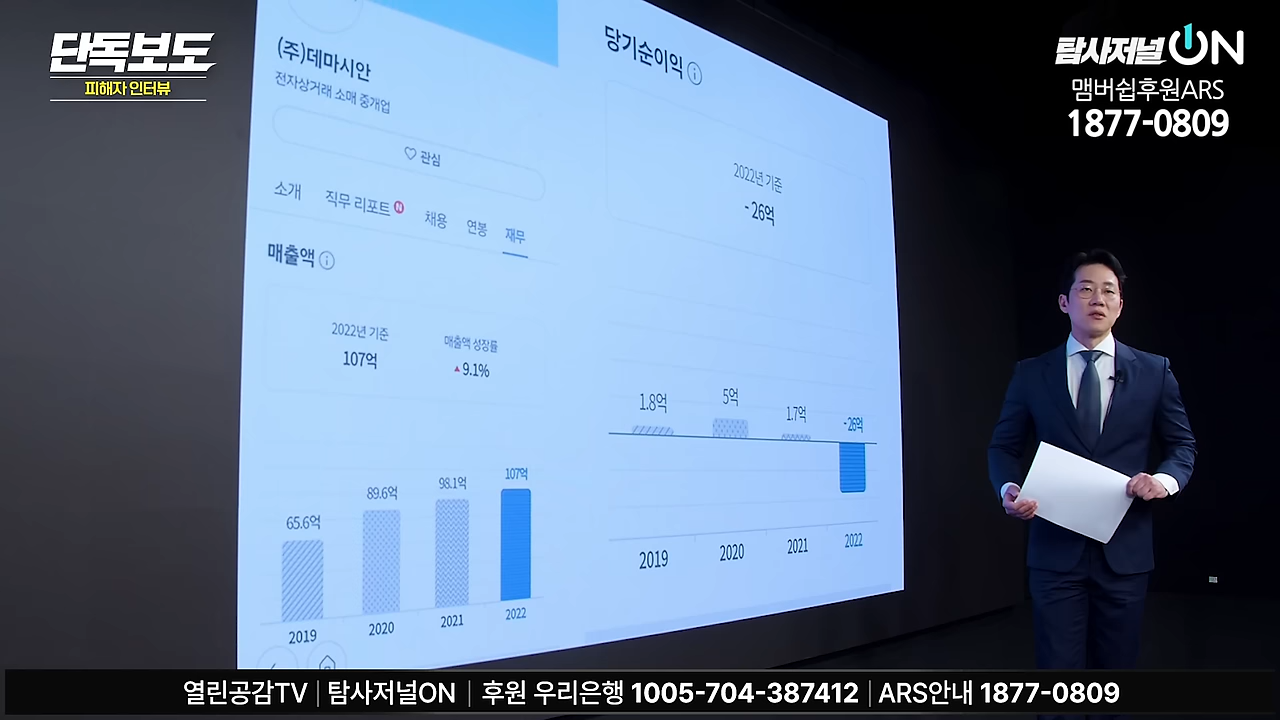 단독보도
피해자 인터뷰
탐사저널ON
맴버쉽후원ARS
1877-0809
(주)데마시안
전자상거래 소매 중개업
관심
소개 직무 리포트 N 채용 연봉 재무
매출액
2022년 기준
107억
매출액 성장률
9.1%
65.6억 89.6억 98.1억 107억
2019 2020 2021 2022
당기순이익
2022년 기준
- 26억
1.8억 5억 1.7억 - 26억
2019 2020 2021 2022
열린공감TV | 탐사저널ON | 후원 우리은행 1005-704-387412 | ARS안내 1877-0809